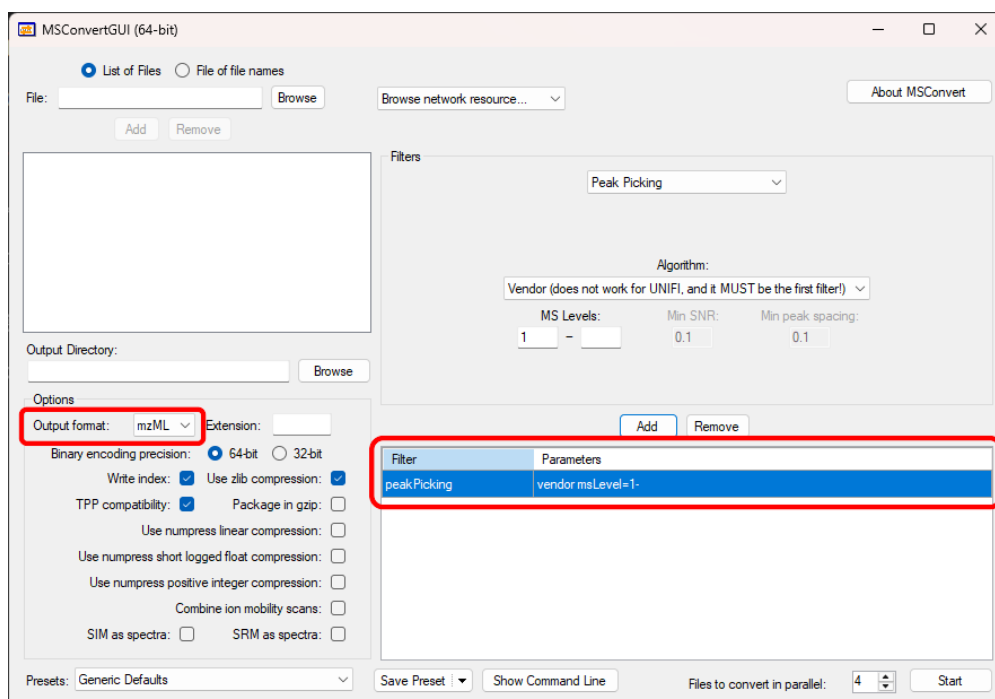 MSConvertGUI (64-bit)
List of Files File of file names
File: Browse Browse network resource... About MSConvert
Add Remove
Filters
Peak Picking
Algorithm:
Vendor (does not work for UNIFI, and it MUST be the first filter!)
MS Levels: Min SNR: Min peak spacing:
1 - 0.1 0.1
Output Directory:
Browse
Options
Output format: mzML Extension:
Binary encoding precision: 64-bit 32-bit
Write index: Use zlib compression:
TPP compatibility: Package in gzip:
Use numpress linear compression:
Use numpress short logged float compression:
Use numpress positive integer compression:
Combine ion mobility scans:
SIM as spectra: SRM as spectra:
Add Remove
Filter Parameters
peakPicking vendor msLevel=1-
Presets: Generic Defaults Save Preset Show Command Line Files to convert in parallel: 4 Start